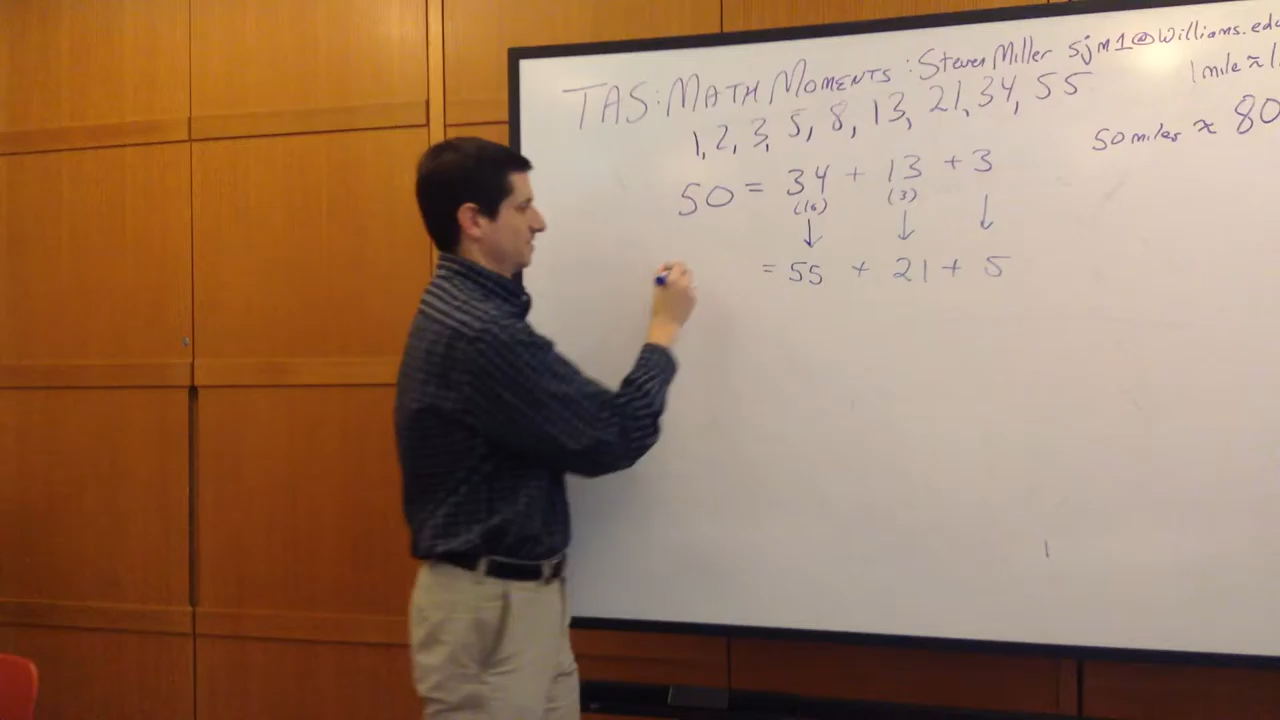 TAS: MATH MOMENTS : Steven Miller sjm1@Williams.edu
1 mile ≈ 1.
1, 2, 3, 5, 8, 13, 21, 34, 55
50 miles ≈ 80
50 = 34 + 13 + 3
(16) (3)
↓ ↓ ↓
= 55 + 21 + 5